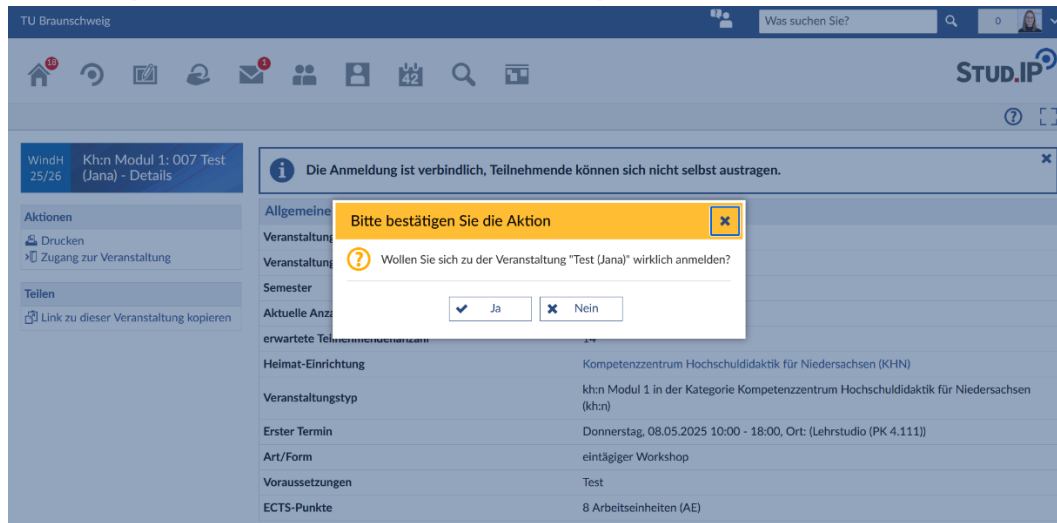 TU Braunschweig
Was suchen Sie?
0
18
1
42
STUD.IP
WindH 25/26
Kh:n Modul 1: 007 Test (Jana) - Details
Die Anmeldung ist verbindlich, Teilnehmende können sich nicht selbst austragen.
Aktionen
Drucken
Zugang zur Veranstaltung
Teilen
Link zu dieser Veranstaltung kopieren
Allgemeine
Bitte bestätigen Sie die Aktion
Wollen Sie sich zu der Veranstaltung "Test (Jana)" wirklich anmelden?
Ja
Nein
Veranstaltung
Veranstaltung
Semester
Aktuelle Anza
erwartete Teilnehmendenanzahl 14
Heimat-Einrichtung Kompetenzzentrum Hochschuldidaktik für Niedersachsen (KHN)
Veranstaltungstyp kh:n Modul 1 in der Kategorie Kompetenzzentrum Hochschuldidaktik für Niedersachsen
(kh:n)
Erster Termin Donnerstag, 08.05.2025 10:00 - 18:00, Ort: (Lehrstudio (PK 4.111))
Art/Form eintägiger Workshop
Voraussetzungen Test
ECTS-Punkte 8 Arbeitseinheiten (AE)